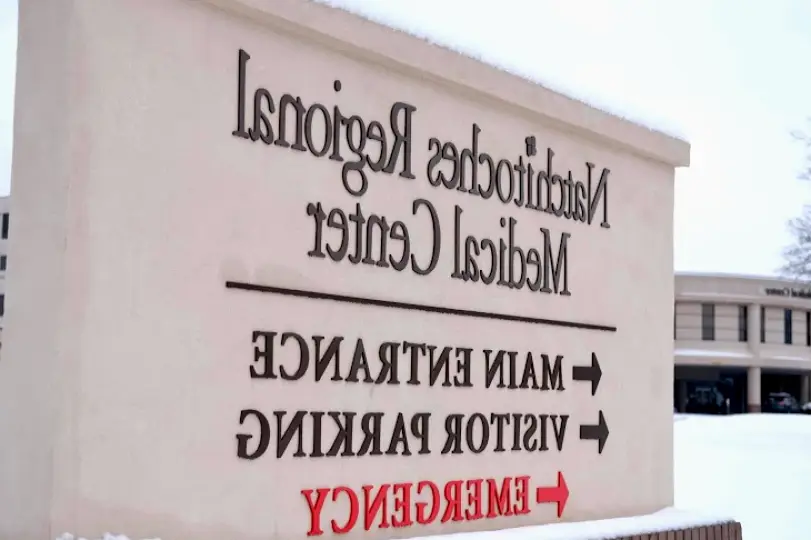 Natchitoches Regional
Medical Center
MAIN ENTRANCE
VISITOR PARKING
EMERGENCY